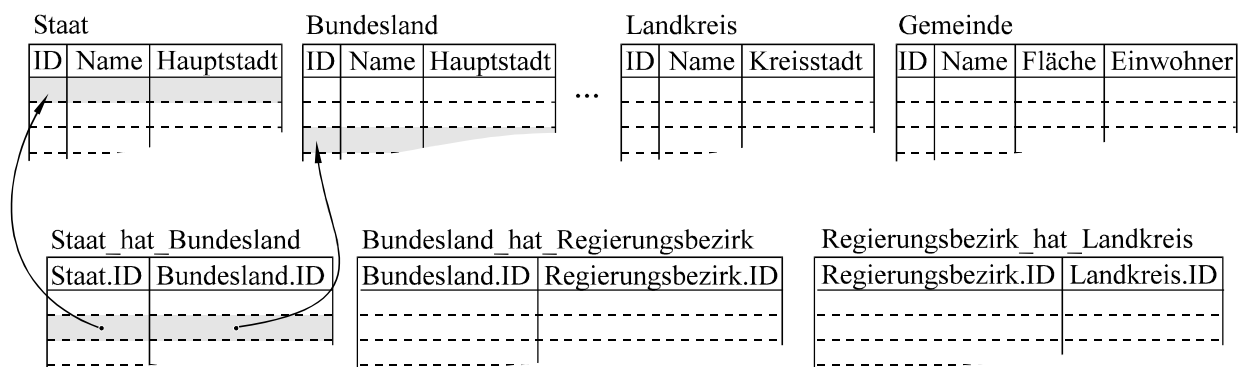 Staat Bundesland Landkreis Gemeinde
ID Name Hauptstadt ID Name Hauptstadt ID Name Kreisstadt ID Name Fläche Einwohner
...
Staat_hat_Bundesland Bundesland_hat_Regierungsbezirk Regierungsbezirk_hat_Landkreis
Staat.ID Bundesland.ID Bundesland.ID Regierungsbezirk.ID Regierungsbezirk.ID Landkreis.ID